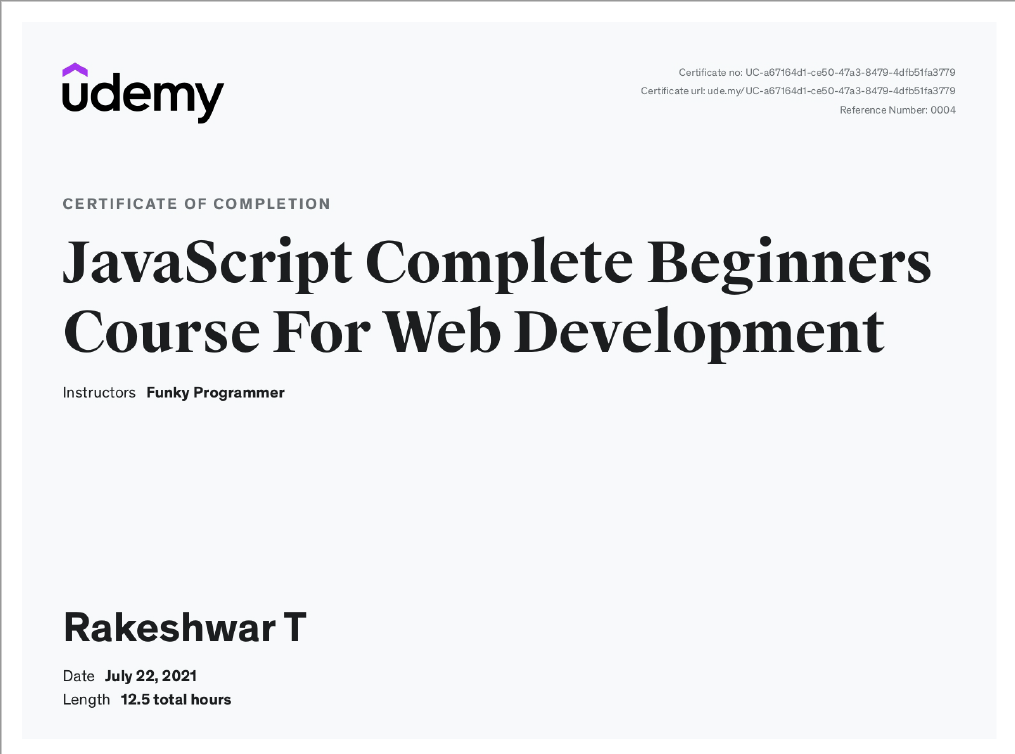 udemy
Certificate no: UC-a67164d1-ce50-47a3-8479-4dfb51fa3779
Certificate url: ude.my/UC-a67164d1-ce50-47a3-8479-4dfb51fa3779
Reference Number: 0004
CERTIFICATE OF COMPLETION
JavaScript Complete Beginners
Course For Web Development
Instructors Funky Programmer
Rakeshwar T
Date July 22, 2021
Length 12.5 total hours